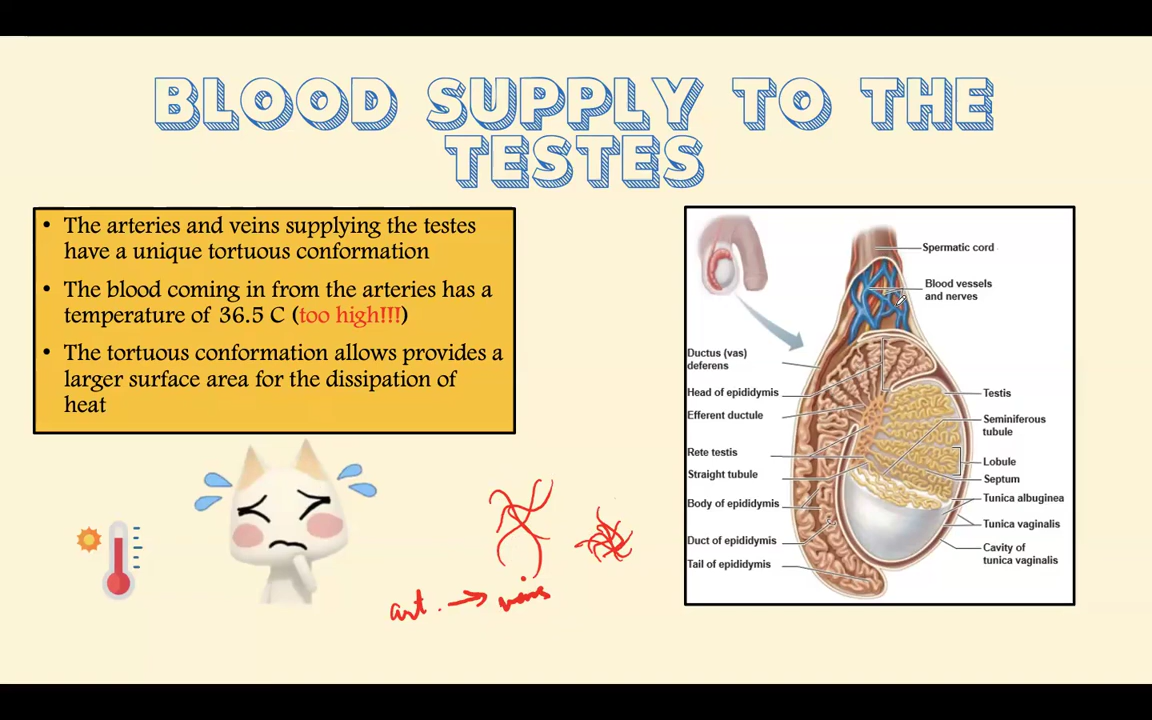 BLOOD SUPPLY TO THE
TESTES
• The arteries and veins supplying the testes
have a unique tortuous conformation
• The blood coming in from the arteries has a
temperature of 36.5 C (too high!!!)
• The tortuous conformation allows provides a
larger surface area for the dissipation of
heat
art. → veins
Spermatic cord
Blood vessels
and nerves
Ductus (vas)
deferens
Head of epididymis
Efferent ductule
Rete testis
Straight tubule
Body of epididymis
Duct of epididymis
Tail of epididymis
Testis
Seminiferous
tubule
Lobule
Septum
Tunica albuginea
Tunica vaginalis
Cavity of
tunica vaginalis